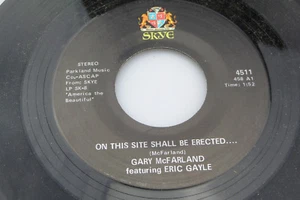 SKYE
STEREO
Parkland Music
Co.-ASCAP
From: SKYE
LP SK-8
"America the
Beautiful"
4511
458 A1
Time: 1:52
ON THIS SITE SHALL BE ERECTED....
(McFarland)
GARY McFARLAND
featuring ERIC GAYLE